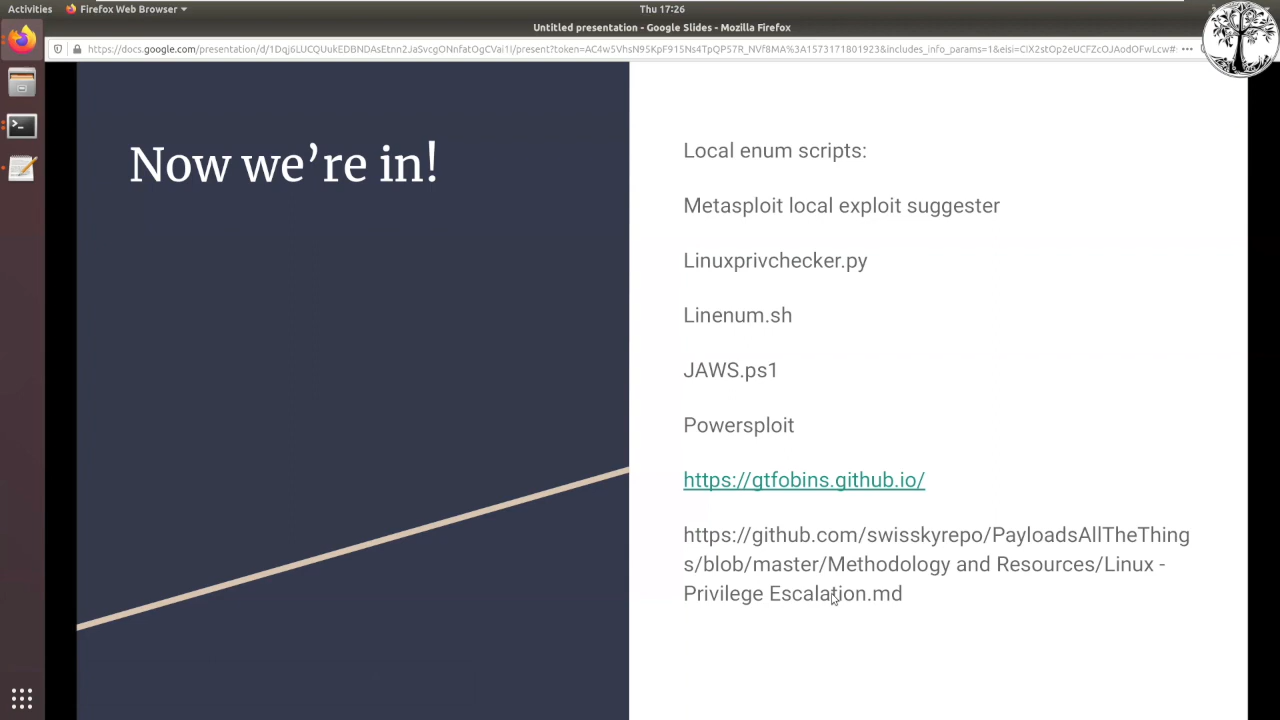 Activities
Firefox Web Browser
Thu 17:26
Untitled presentation - Google Slides - Mozilla Firefox
Now we’re in!
Local enum scripts:
Metasploit local exploit suggester
Linuxprivchecker.py
Linenum.sh
JAWS.ps1
Powersploit
https://gtfobins.github.io/
https://github.com/swisskyrepo/PayloadsAllTheThing
s/blob/master/Methodology and Resources/Linux -
Privilege Escalation.md